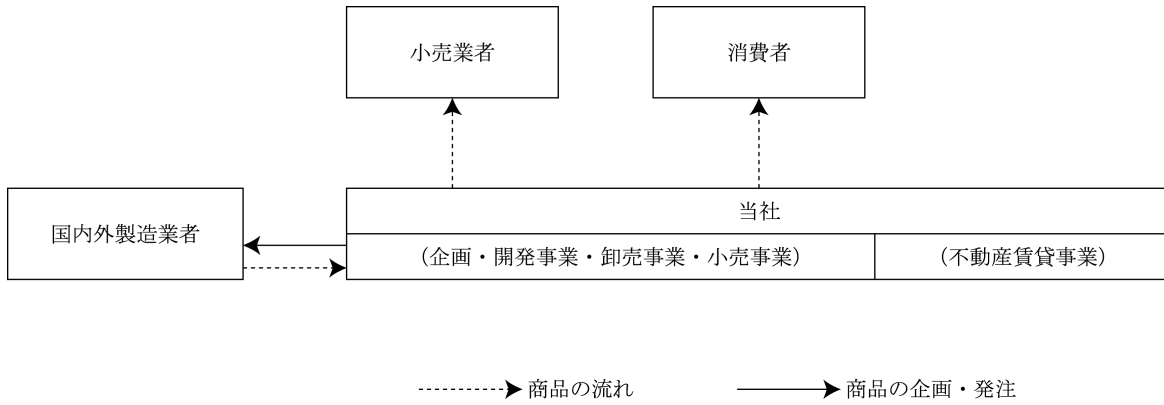 小売業者
消費者
国内外製造業者
当社
（企画・開発事業・卸売事業・小売事業）
（不動産賃貸事業）
商品の流れ
商品の企画・発注